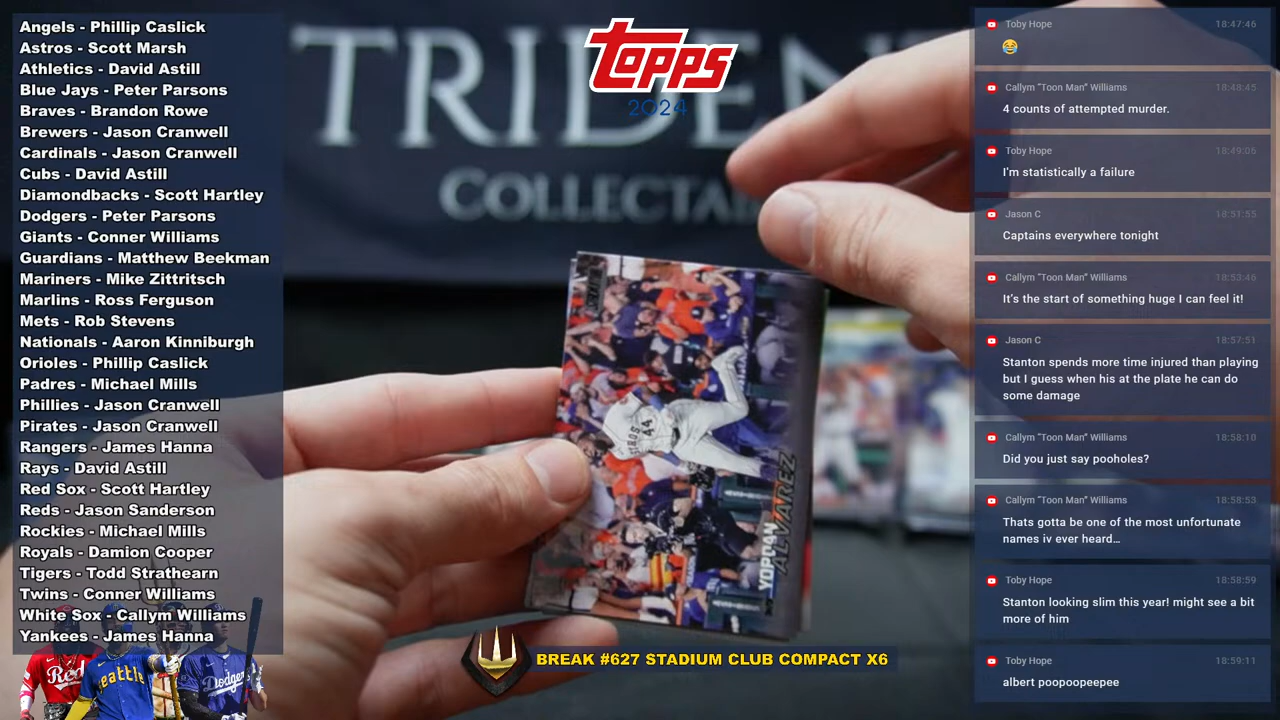 Angels - Phillip Caslick
Astros - Scott Marsh
Athletics - David Astill
Blue Jays - Peter Parsons
Braves - Brandon Rowe
Brewers - Jason Cranwell
Cardinals - Jason Cranwell
Cubs - David Astill
Diamondbacks - Scott Hartley
Dodgers - Peter Parsons
Giants - Conner Williams
Guardians - Matthew Beekman
Mariners - Mike Zittritsch
Marlins - Ross Ferguson
Mets - Rob Stevens
Nationals - Aaron Kinniburgh
Orioles - Phillip Caslick
Padres - Michael Mills
Phillies - Jason Cranwell
Pirates - Jason Cranwell
Rangers - James Hanna
Rays - David Astill
Red Sox - Scott Hartley
Reds - Jason Sanderson
Rockies - Michael Mills
Royals - Damion Cooper
Tigers - Todd Strathearn
Twins - Conner Williams
White Sox - Callym Williams
Yankees - James Hanna
Reds
seattle
Dodgers
topps
2024
TRIDEN
COLLECTA
44
YORDAN
ALVAREZ
BREAK #627 STADIUM CLUB COMPACT X6
Toby Hope 18:47:46
😂
Callym "Toon Man" Williams 18:48:45
4 counts of attempted murder.
Toby Hope 18:49:06
I'm statistically a failure
Jason C 18:51:55
Captains everywhere tonight
Callym "Toon Man" Williams 18:53:46
It's the start of something huge I can feel it!
Jason C 18:57:51
Stanton spends more time injured than playing
but I guess when his at the plate he can do
some damage
Callym "Toon Man" Williams 18:58:10
Did you just say pooholes?
Callym "Toon Man" Williams 18:58:53
Thats gotta be one of the most unfortunate
names iv ever heard...
Toby Hope 18:58:59
Stanton looking slim this year! might see a bit
more of him
Toby Hope 18:59:11
albert poopoopeepee